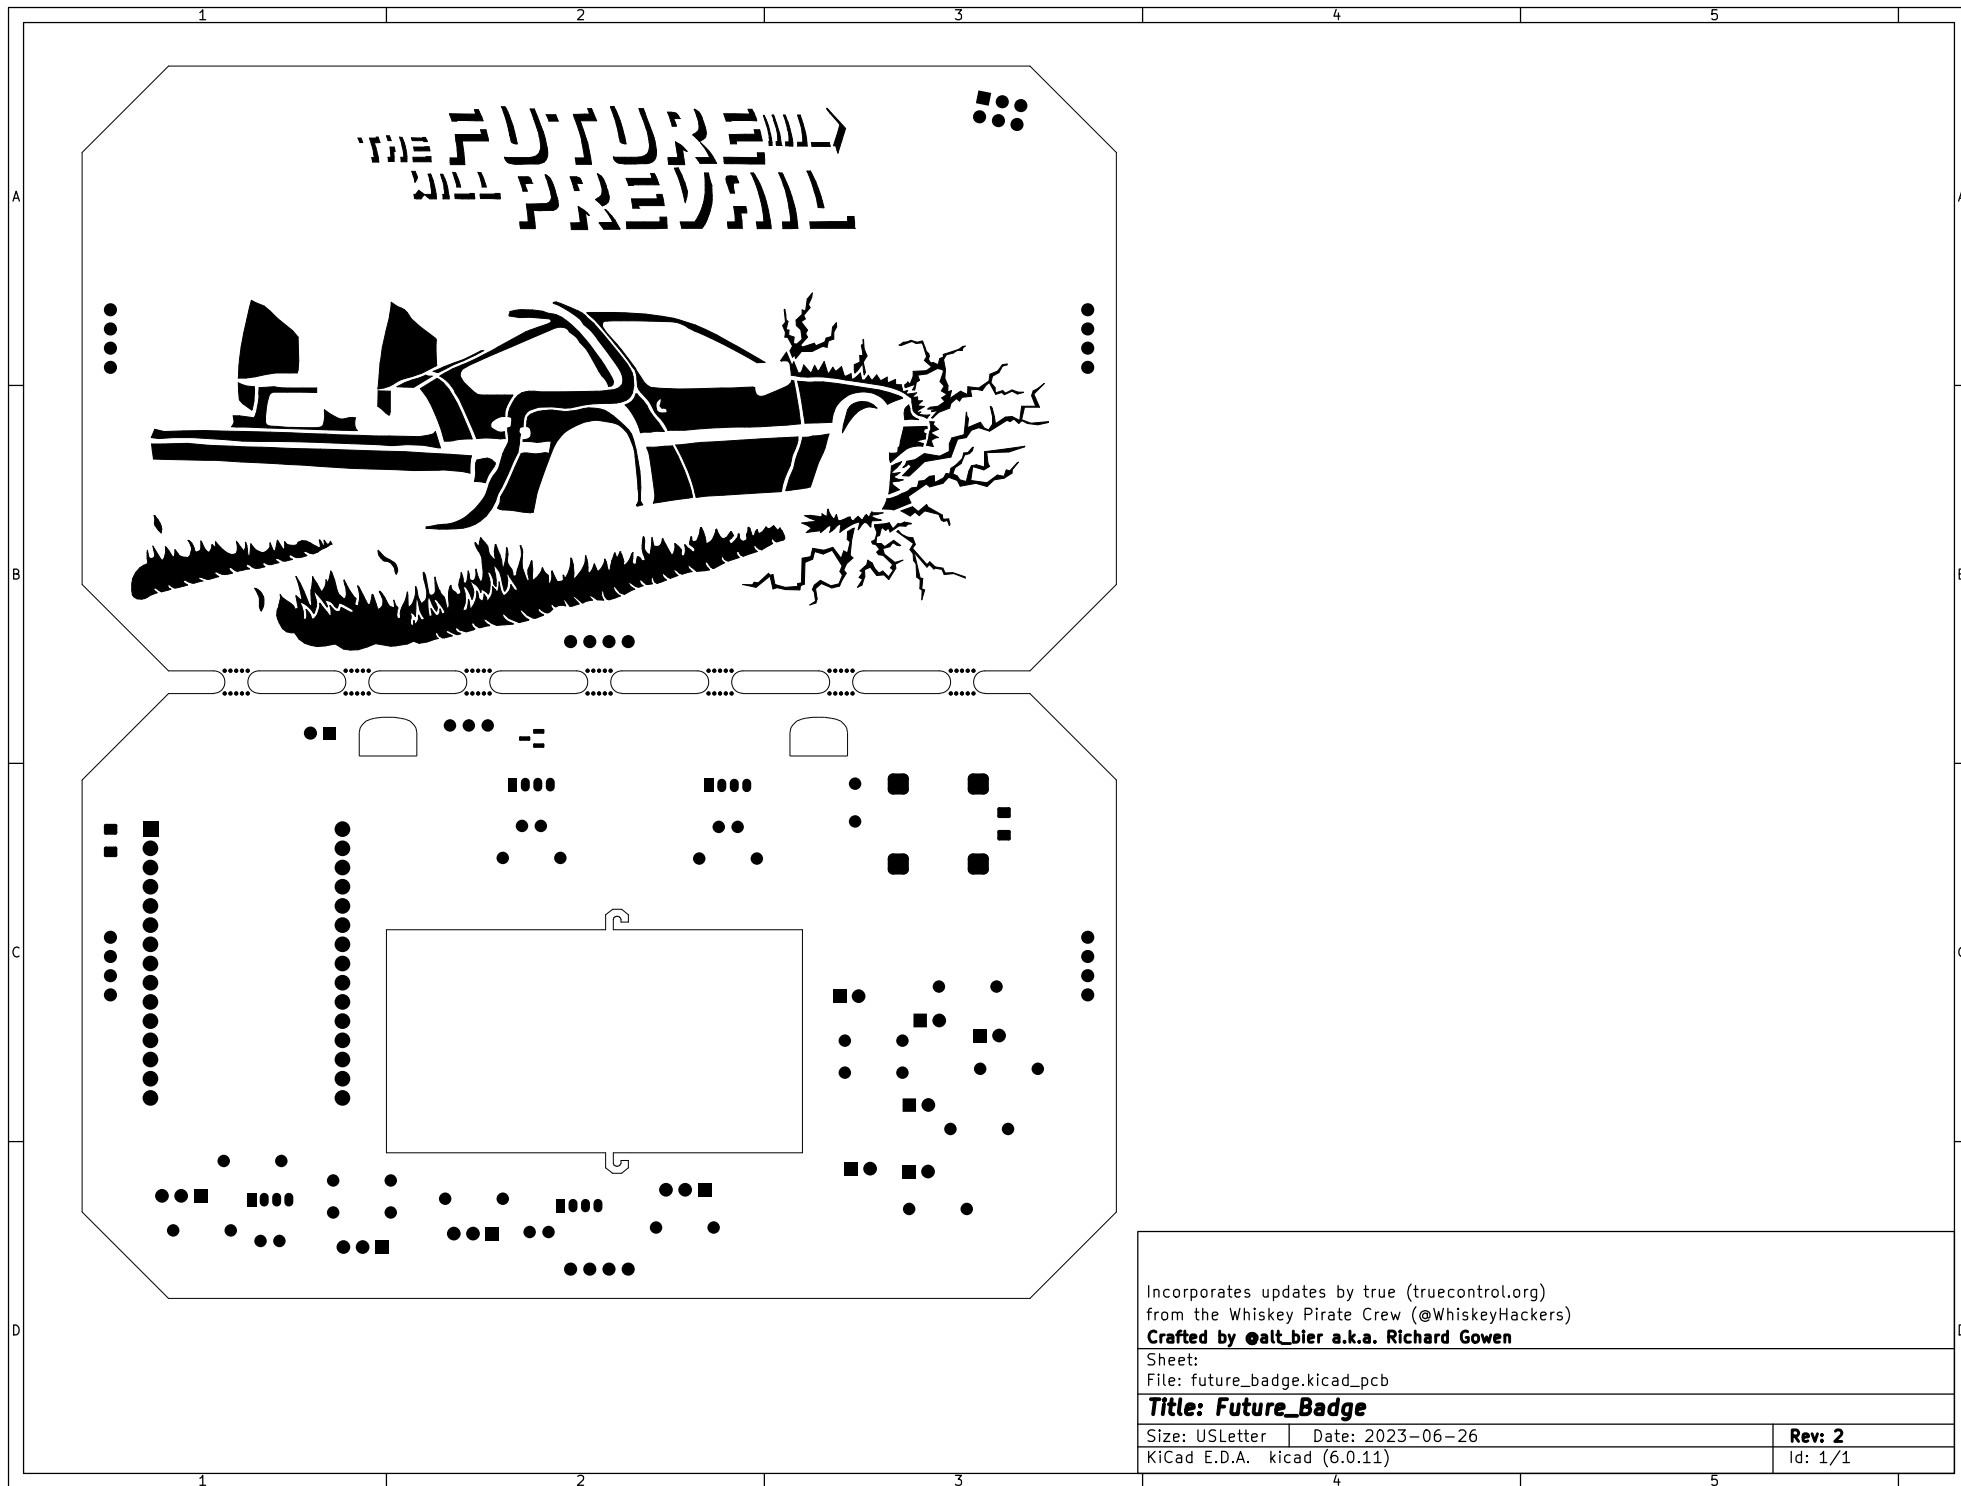 1 2 3 4 5
THE FUTURE
WILL PREVAIL
A A
B B
C C
D D
Incorporates updates by true (truecontrol.org)
from the Whiskey Pirate Crew (@WhiskeyHackers)
Crafted by @alt_bier a.k.a. Richard Gowen
Sheet:
File: future_badge.kicad_pcb
Title: Future_Badge
Size: USLetter Date: 2023-06-26 Rev: 2
KiCad E.D.A. kicad (6.0.11) Id: 1/1
1 2 3 4 5